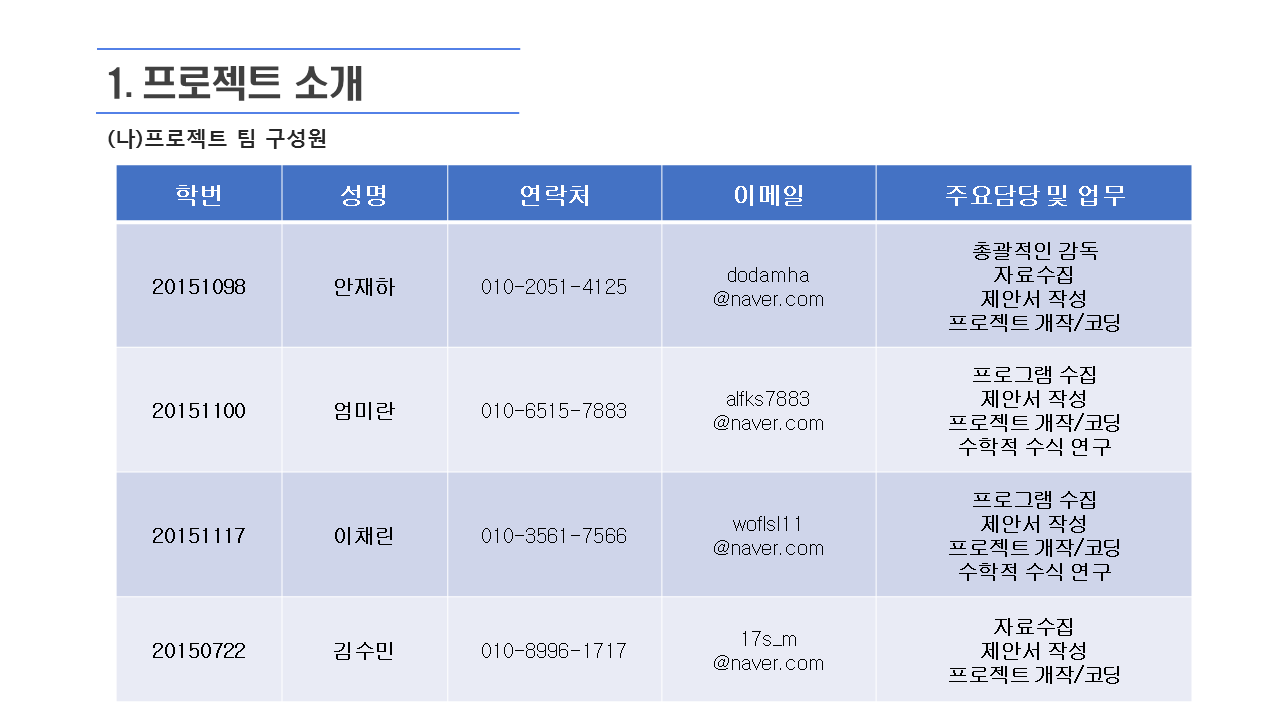 1. 프로젝트 소개
(나)프로젝트 팀 구성원
학번 성명 연락처 이메일 주요담당 및 업무
20151098 안재하 010-2051-4125 dodamha
@naver.com 총괄적인 감독
자료수집
제안서 작성
프로젝트 개작/코딩
20151100 엄미란 010-6515-7883 alfks7883
@naver.com 프로그램 수집
제안서 작성
프로젝트 개작/코딩
수학적 수식 연구
20151117 이채린 010-3561-7566 woflsl11
@naver.com 프로그램 수집
제안서 작성
프로젝트 개작/코딩
수학적 수식 연구
20150722 김수민 010-8996-1717 17s_m
@naver.com 자료수집
제안서 작성
프로젝트 개작/코딩